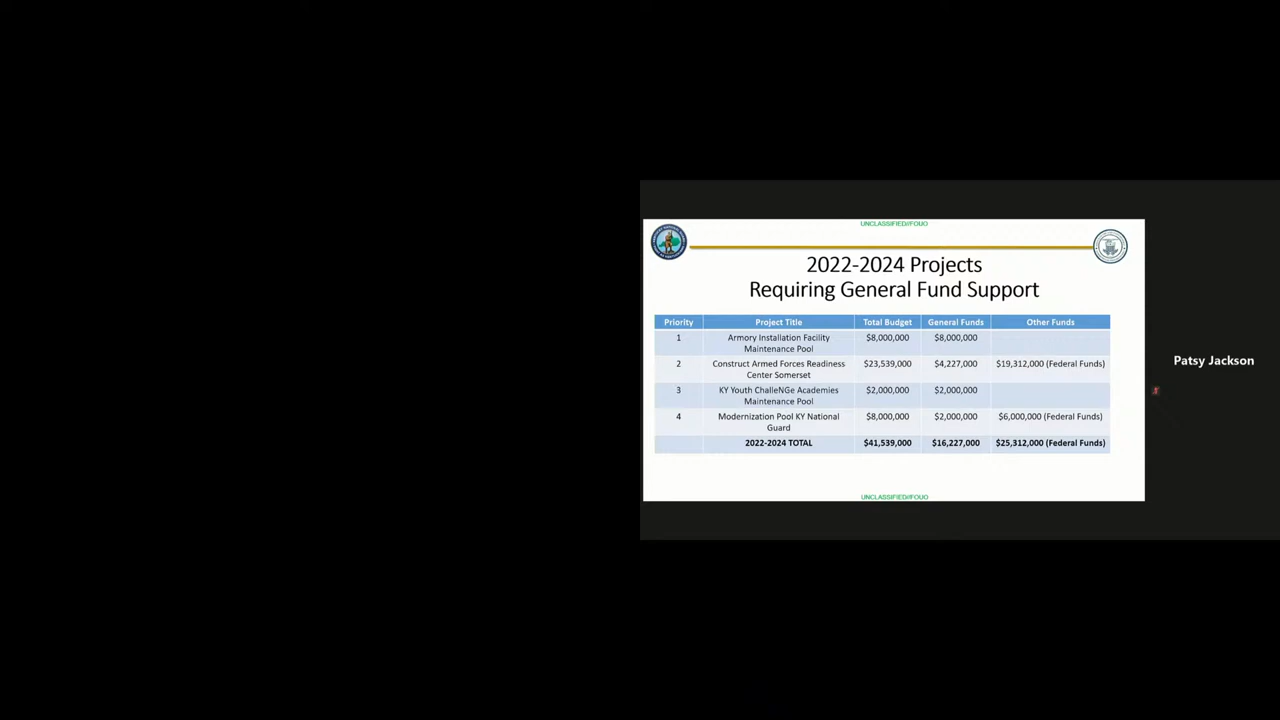 UNCLASSIFIED//FOUO
2022-2024 Projects
Requiring General Fund Support
Priority Project Title Total Budget General Funds Other Funds
1 Armory Installation Facility Maintenance Pool $8,000,000 $8,000,000
2 Construct Armed Forces Readiness Center Somerset $23,539,000 $4,227,000 $19,312,000 (Federal Funds)
3 KY Youth ChalleNGe Academies Maintenance Pool $2,000,000 $2,000,000
4 Modernization Pool KY National Guard $8,000,000 $2,000,000 $6,000,000 (Federal Funds)
2022-2024 TOTAL $41,539,000 $16,227,000 $25,312,000 (Federal Funds)
UNCLASSIFIED//FOUO
Patsy Jackson